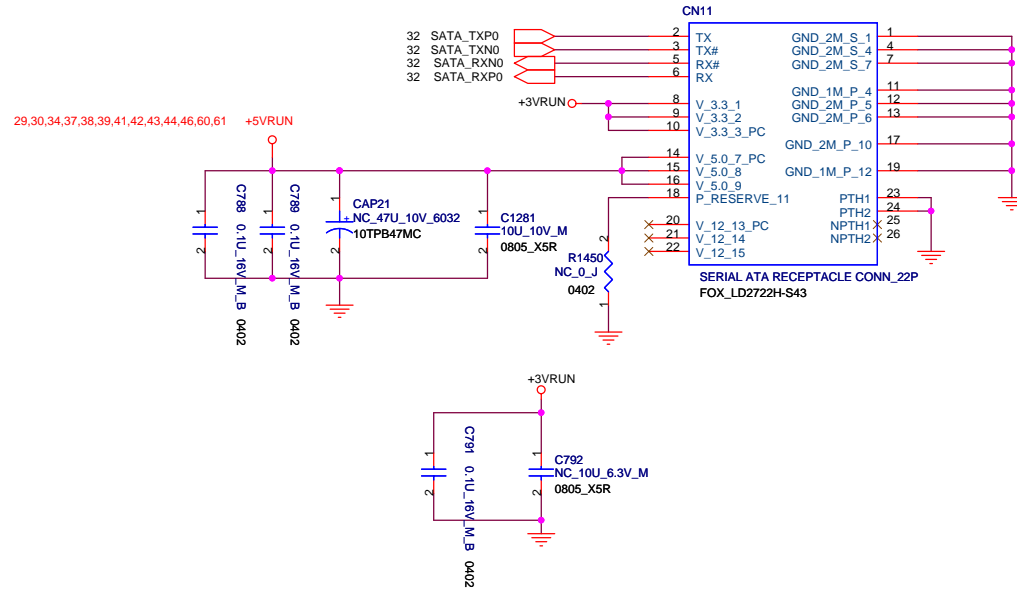 CN11
32 SATA_TXP0
32 SATA_TXN0
32 SATA_RXN0
32 SATA_RXP0
2 TX
3 TX#
5 RX#
6 RX
GND_2M_S_1 1
GND_2M_S_4 4
GND_2M_S_7 7
GND_1M_P_4 11
GND_2M_P_5 12
GND_2M_P_6 13
GND_2M_P_10 17
GND_1M_P_12 19
PTH1 23
PTH2 24
NPTH1 25
NPTH2 26
+3VRUN
8 V_3.3_1
9 V_3.3_2
10 V_3.3_3_PC
14 V_5.0_7_PC
15 V_5.0_8
16 V_5.0_9
18 P_RESERVE_11
20 V_12_13_PC
21 V_12_14
22 V_12_15
SERIAL ATA RECEPTACLE CONN_22P
FOX_LD2722H-S43
29,30,34,37,38,39,41,42,43,44,46,60,61 +5VRUN
1
2
C788 0.1U_16V_M_B 0402
1
2
C789 0.1U_16V_M_B 0402
1
+
2
CAP21
NC_47U_10V_6032
10TPB47MC
1
2
C1281
10U_10V_M
0805_X5R
2
R1450
NC_0_J
0402
1
+3VRUN
1
2
C791 0.1U_16V_M_B 0402
1
2
C792
NC_10U_6.3V_M
0805_X5R